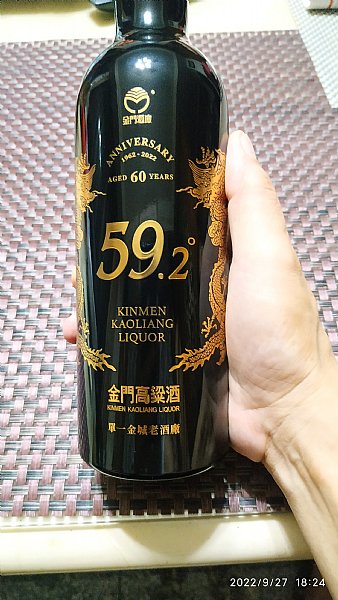 金門酒廠
ANNIVERSARY
1962-2022
AGED 60 YEARS
59.2°
KINMEN
KAOLIANG
LIQUOR
金門高粱酒
KINMEN KAOLIANG LIQUOR
單一金城老酒廠
2022/9/27 18:24